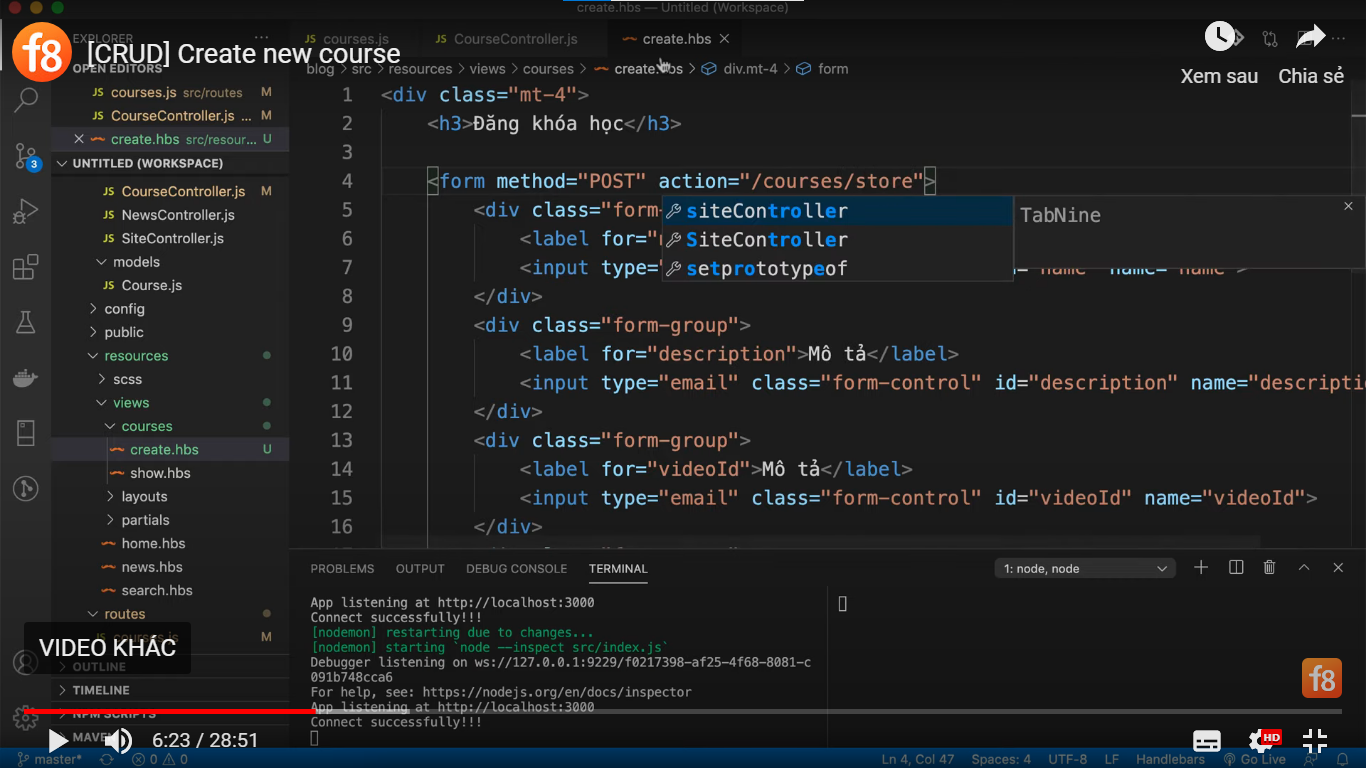 create.hbs — Untitled (Workspace)
f8
[CRUD] Create new course
Xem sau
Chia sẻ
EXPLORER
courses.js
CourseController.js
create.hbs
blog > src > resources > views > courses > create.hbs > div.mt-4 > form
OPEN EDITORS
JS courses.js src/routes M
JS CourseController.js ... M
create.hbs src/resour... U
3
UNTITLED (WORKSPACE)
JS CourseController.js M
JS NewsController.js
JS SiteController.js
models
JS Course.js
config
public
resources
scss
views
courses
create.hbs U
show.hbs
layouts
partials
home.hbs
news.hbs
search.hbs
routes
JS courses.js M
VIDEO KHÁC
OUTLINE
TIMELINE
NPM SCRIPTS
MAVEN
1 <div class="mt-4">
2 <h3>Đăng khóa học</h3>
3
4 <form method="POST" action="/courses/store">
5 <div class="form-
6 <label for="
7 <input type=" id="name" name="name">
8 </div>
9 <div class="form-group">
10 <label for="description">Mô tả</label>
11 <input type="email" class="form-control" id="description" name="descripti
12 </div>
13 <div class="form-group">
14 <label for="videoId">Mô tả</label>
15 <input type="email" class="form-control" id="videoId" name="videoId">
16 </div>
siteController
SiteController
setprototypeof
TabNine
PROBLEMS OUTPUT DEBUG CONSOLE TERMINAL
1: node, node
App listening at http://localhost:3000
Connect successfully!!!
[nodemon] restarting due to changes...
[nodemon] starting `node --inspect src/index.js`
Debugger listening on ws://127.0.0.1:9229/f0217398-af25-4f68-8081-c
091b748cca6
For help, see: https://nodejs.org/en/docs/inspector
App listening at http://localhost:3000
Connect successfully!!!
f8
6:23 / 28:51
HD
master* 0 0
Ln 4, Col 47 Spaces: 4 UTF-8 LF Handlebars Go Live